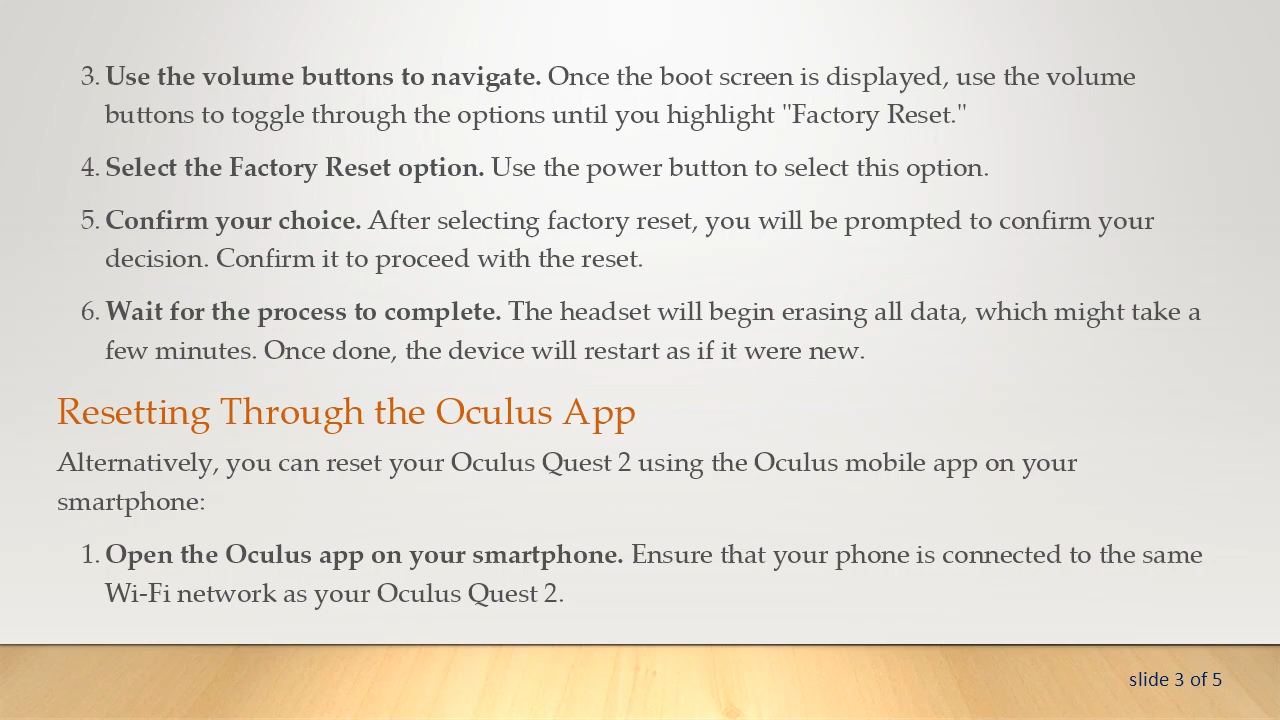 3. Use the volume buttons to navigate. Once the boot screen is displayed, use the volume
buttons to toggle through the options until you highlight "Factory Reset."
4. Select the Factory Reset option. Use the power button to select this option.
5. Confirm your choice. After selecting factory reset, you will be prompted to confirm your
decision. Confirm it to proceed with the reset.
6. Wait for the process to complete. The headset will begin erasing all data, which might take a
few minutes. Once done, the device will restart as if it were new.
Resetting Through the Oculus App
Alternatively, you can reset your Oculus Quest 2 using the Oculus mobile app on your
smartphone:
1. Open the Oculus app on your smartphone. Ensure that your phone is connected to the same
Wi-Fi network as your Oculus Quest 2.
slide 3 of 5